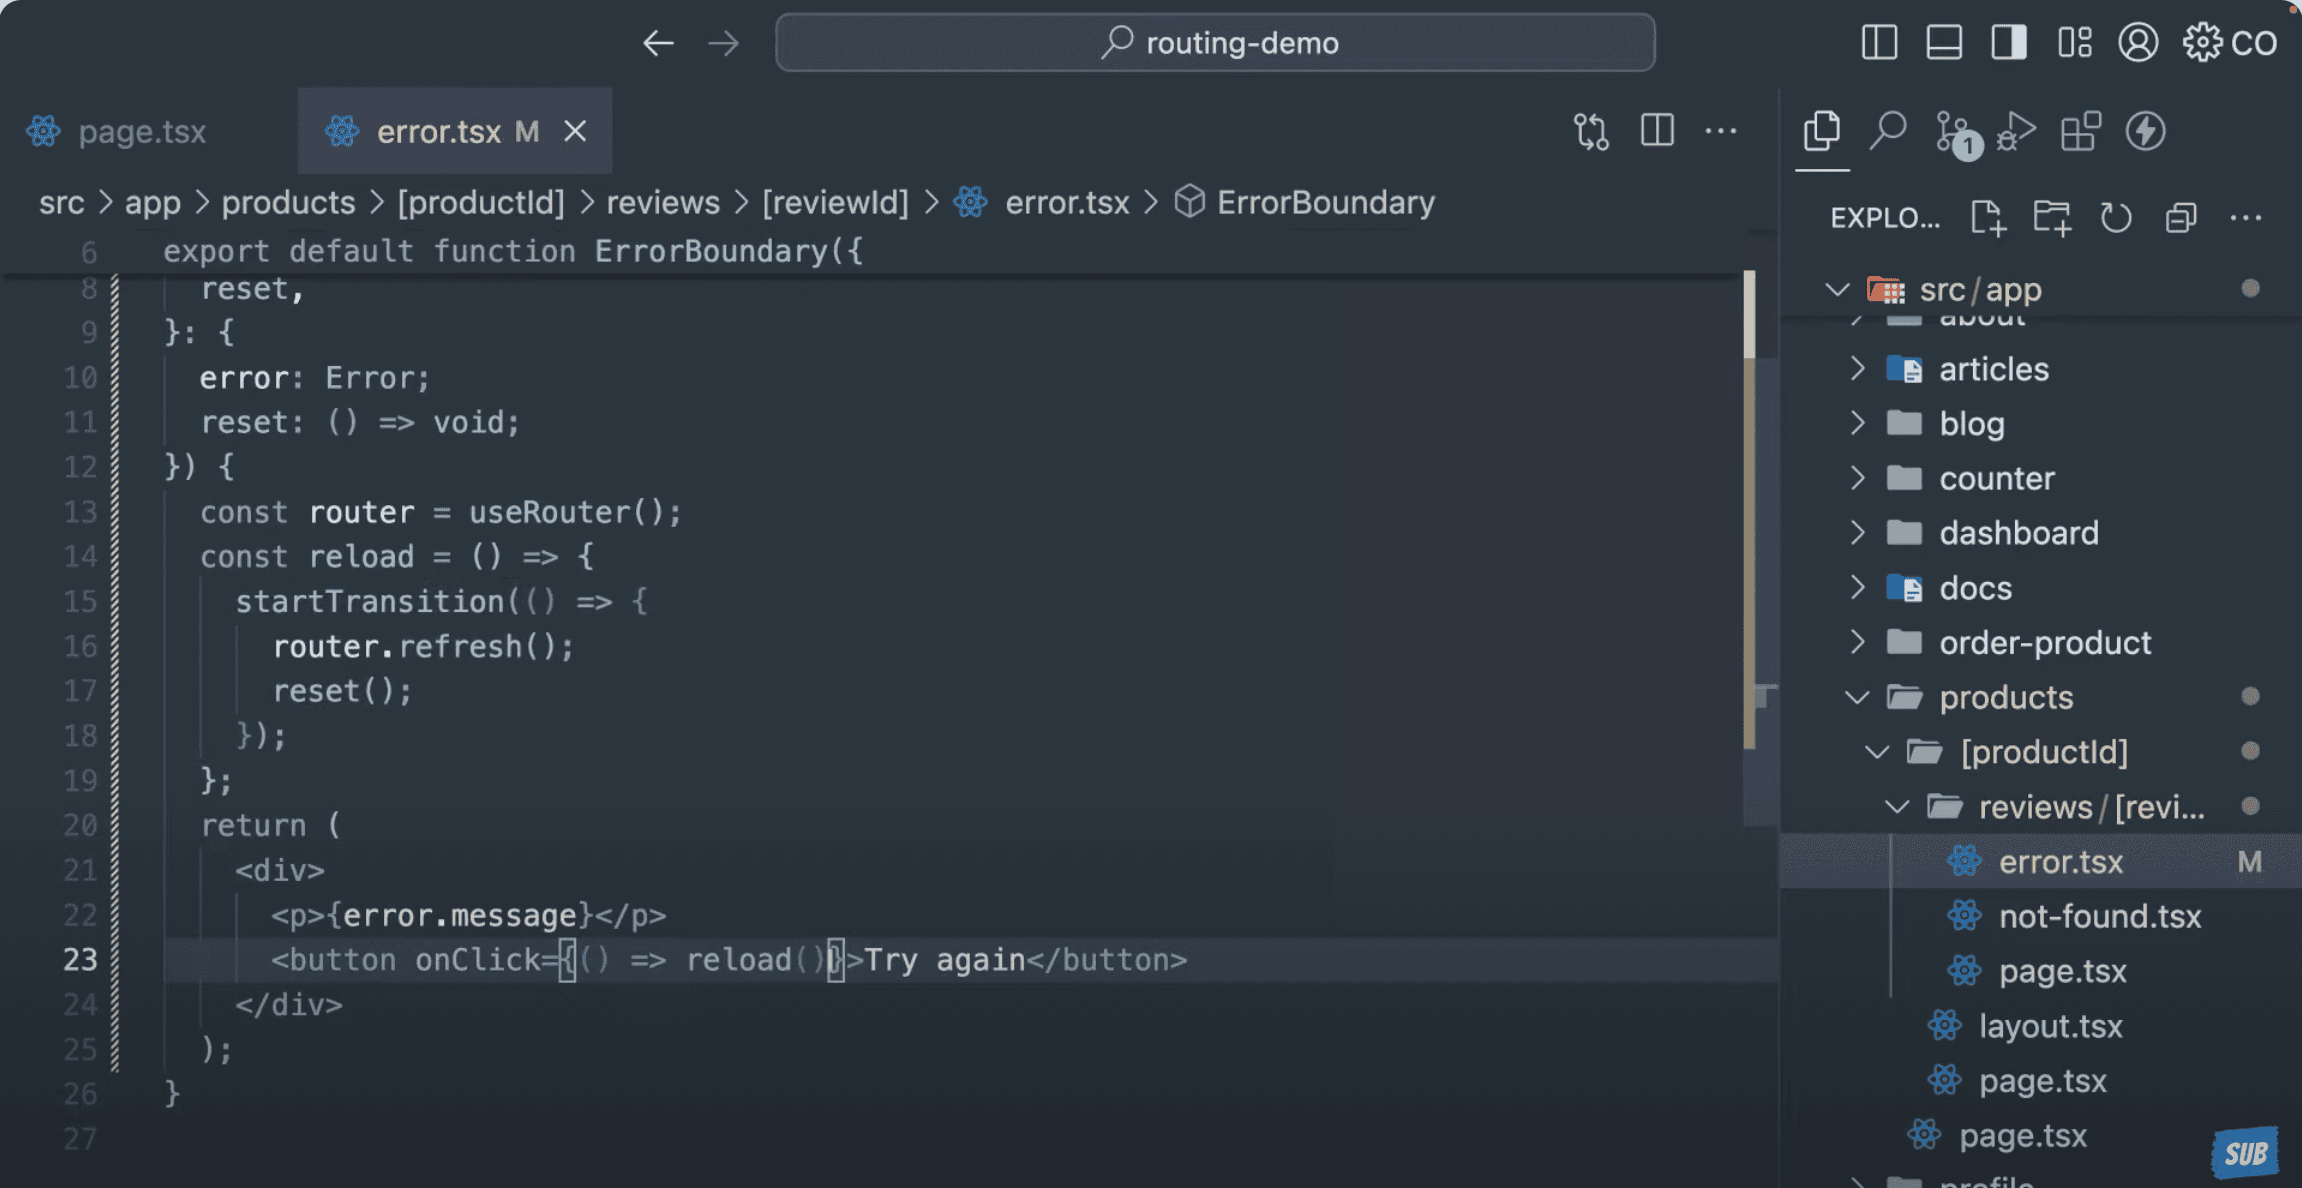 routing-demo
CO
page.tsx
error.tsx M
1
src > app > products > [productId] > reviews > [reviewId] > error.tsx > ErrorBoundary
6 export default function ErrorBoundary({
8 reset,
9 }: {
10 error: Error;
11 reset: () => void;
12 }) {
13 const router = useRouter();
14 const reload = () => {
15 startTransition(() => {
16 router.refresh();
17 reset();
18 });
19 };
20 return (
21 <div>
22 <p>{error.message}</p>
23 <button onClick={() => reload()}>Try again</button>
24 </div>
25 );
26 }
27
EXPLO...
src/app
about
articles
blog
counter
dashboard
docs
order-product
products
[productId]
reviews/[revi...
error.tsx M
not-found.tsx
page.tsx
layout.tsx
page.tsx
page.tsx
profile
SUB